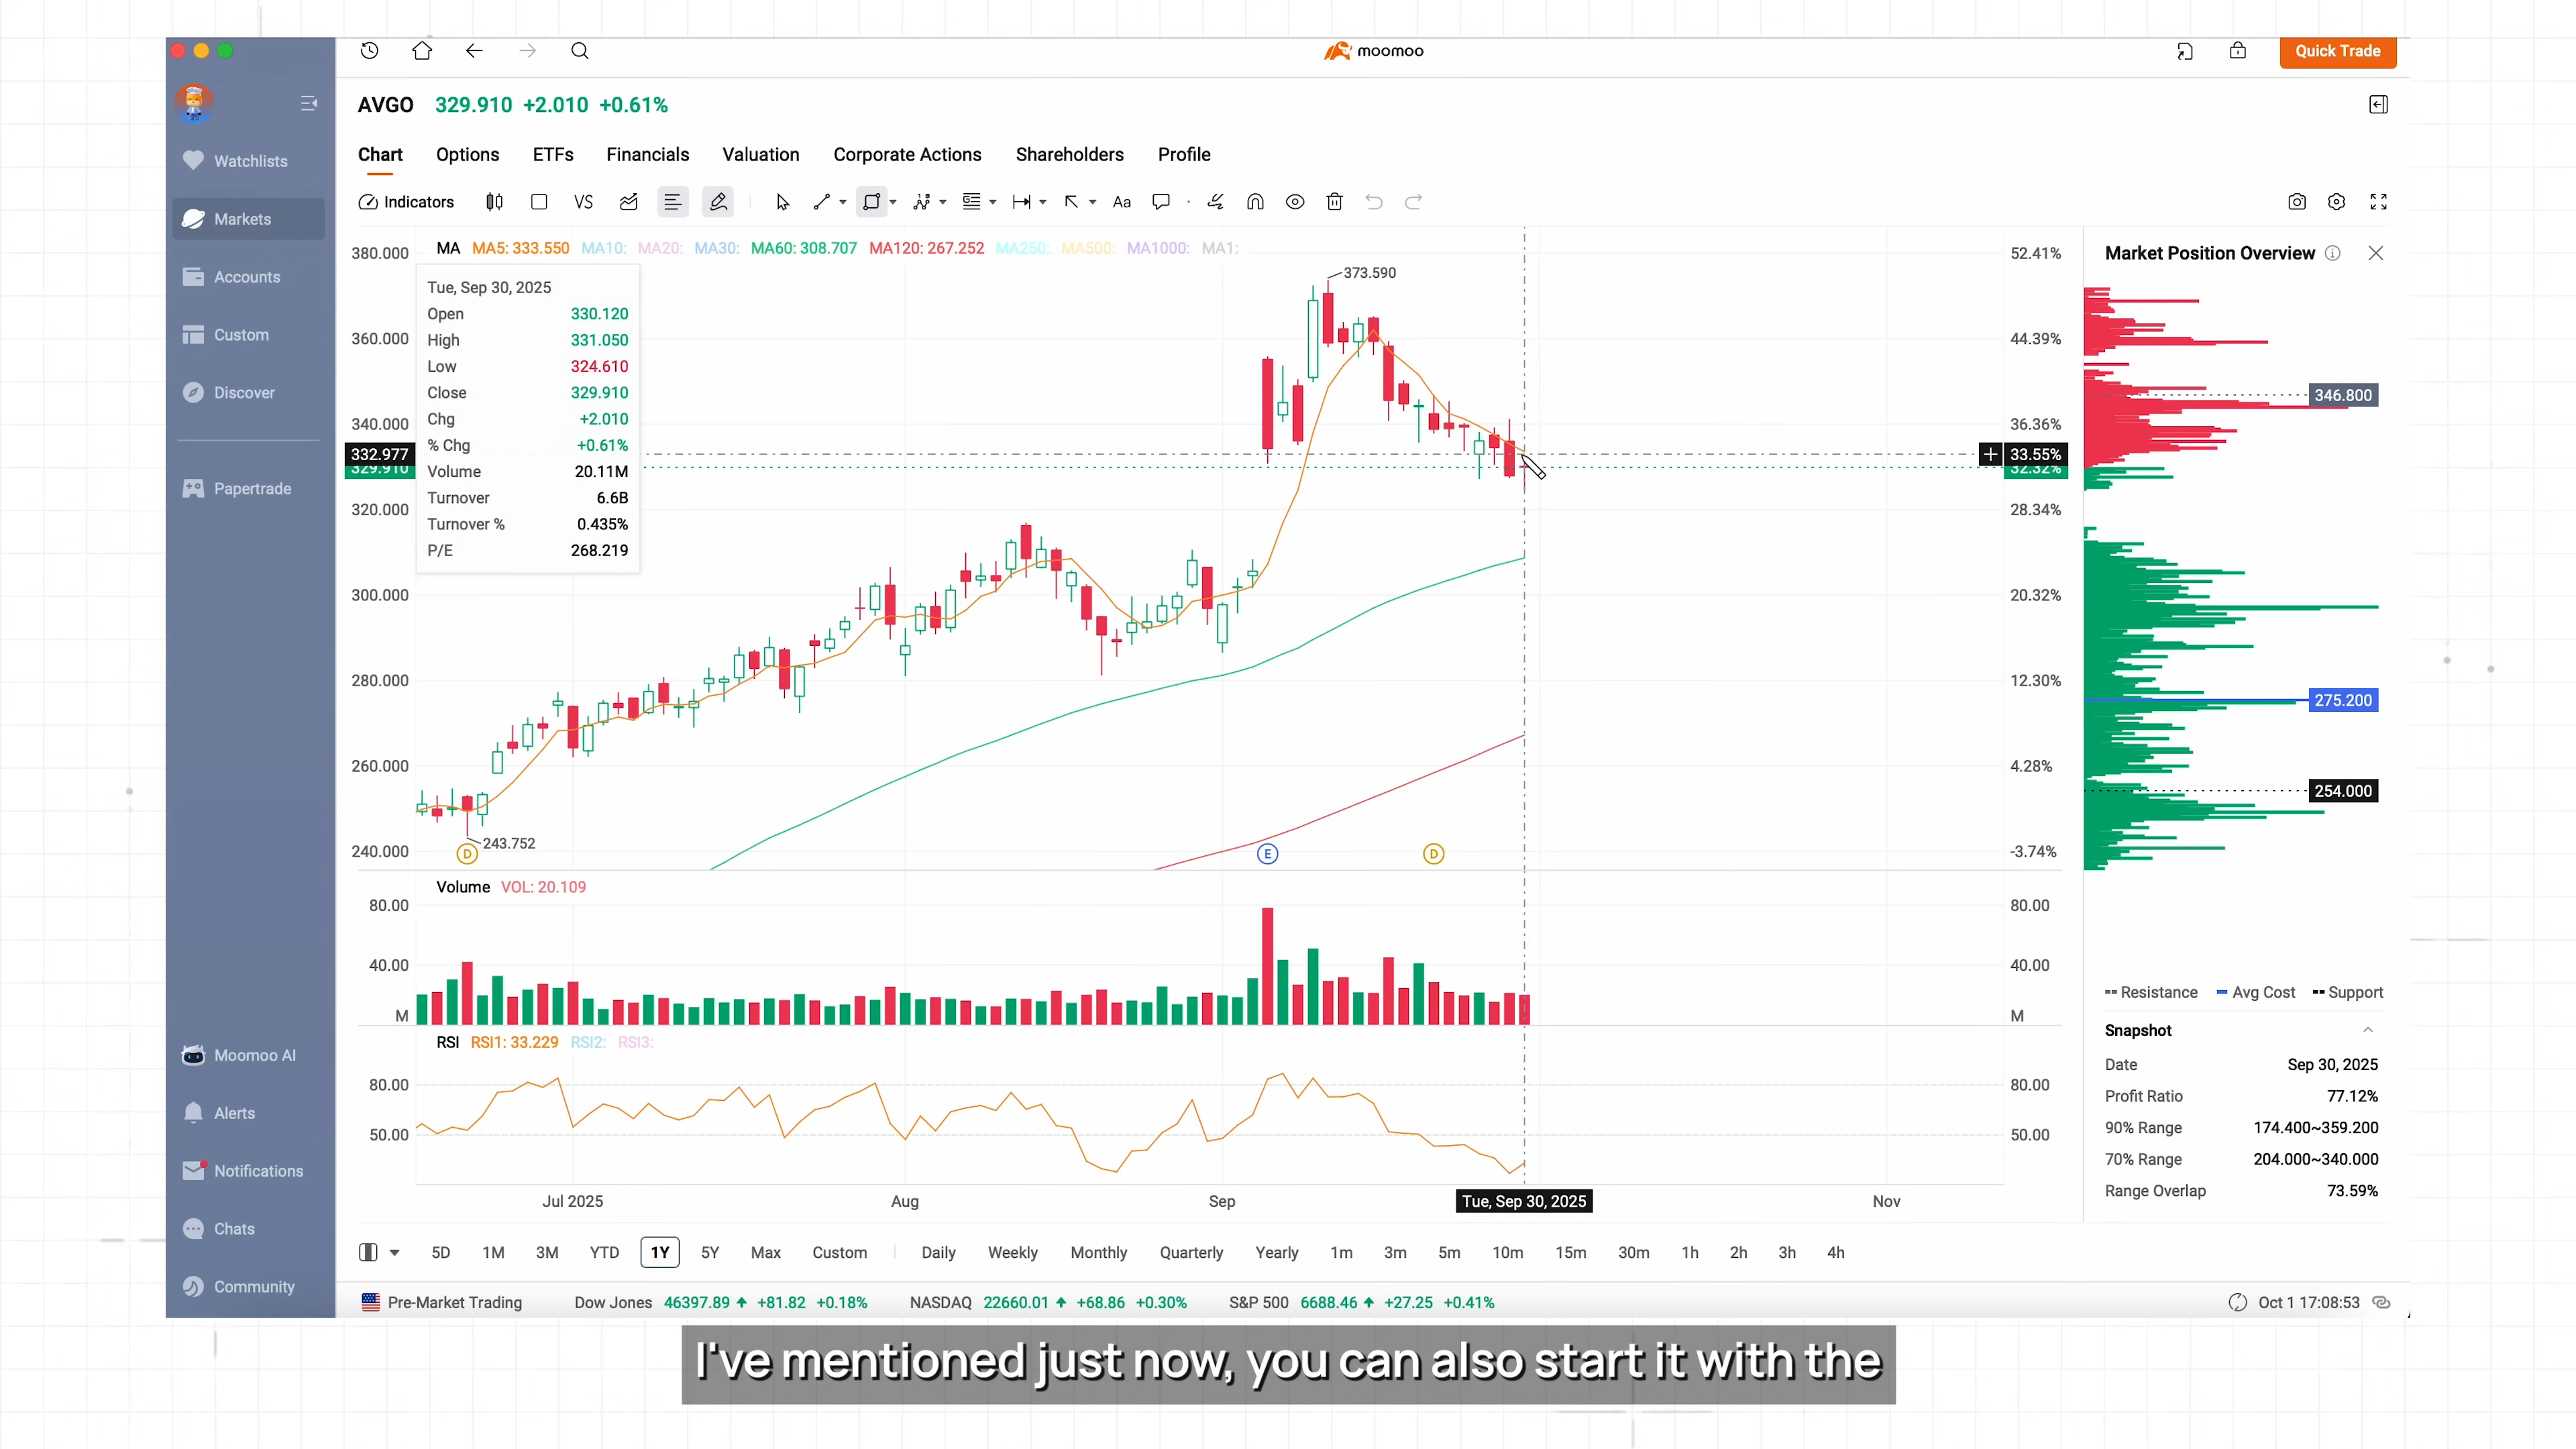 moomoo
Quick Trade
AVGO 329.910 +2.010 +0.61%
Watchlists
Markets
Accounts
Custom
Discover
Papertrade
Moomoo AI
Alerts
Notifications
Chats
Community
Chart Options ETFs Financials Valuation Corporate Actions Shareholders Profile
Indicators VS Aa
MA MA5: 333.550 MA10: MA20: MA30: MA60: 308.707 MA120: 267.252 MA250: MA500: MA1000: MA1:
380.000
360.000
340.000
332.977
329.910
320.000
300.000
280.000
260.000
240.000
Tue, Sep 30, 2025
Open 330.120
High 331.050
Low 324.610
Close 329.910
Chg +2.010
% Chg +0.61%
Volume 20.11M
Turnover 6.6B
Turnover % 0.435%
P/E 268.219
373.590
243.752
D
E
D
52.41%
44.39%
36.36%
33.55%
32.32%
28.34%
20.32%
12.30%
4.28%
-3.74%
Volume VOL: 20.109
80.00 80.00
40.00 40.00
M M
RSI RSI1: 33.229 RSI2: RSI3:
80.00 80.00
50.00 50.00
Jul 2025 Aug Sep Tue, Sep 30, 2025 Nov
Market Position Overview
346.800
275.200
254.000
Resistance Avg Cost Support
Snapshot
Date Sep 30, 2025
Profit Ratio 77.12%
90% Range 174.400~359.200
70% Range 204.000~340.000
Range Overlap 73.59%
5D 1M 3M YTD 1Y 5Y Max Custom Daily Weekly Monthly Quarterly Yearly 1m 3m 5m 10m 15m 30m 1h 2h 3h 4h
Pre-Market Trading Dow Jones 46397.89 +81.82 +0.18% NASDAQ 22660.01 +68.86 +0.30% S&P 500 6688.46 +27.25 +0.41% Oct 1 17:08:53
I've mentioned just now, you can also start it with the